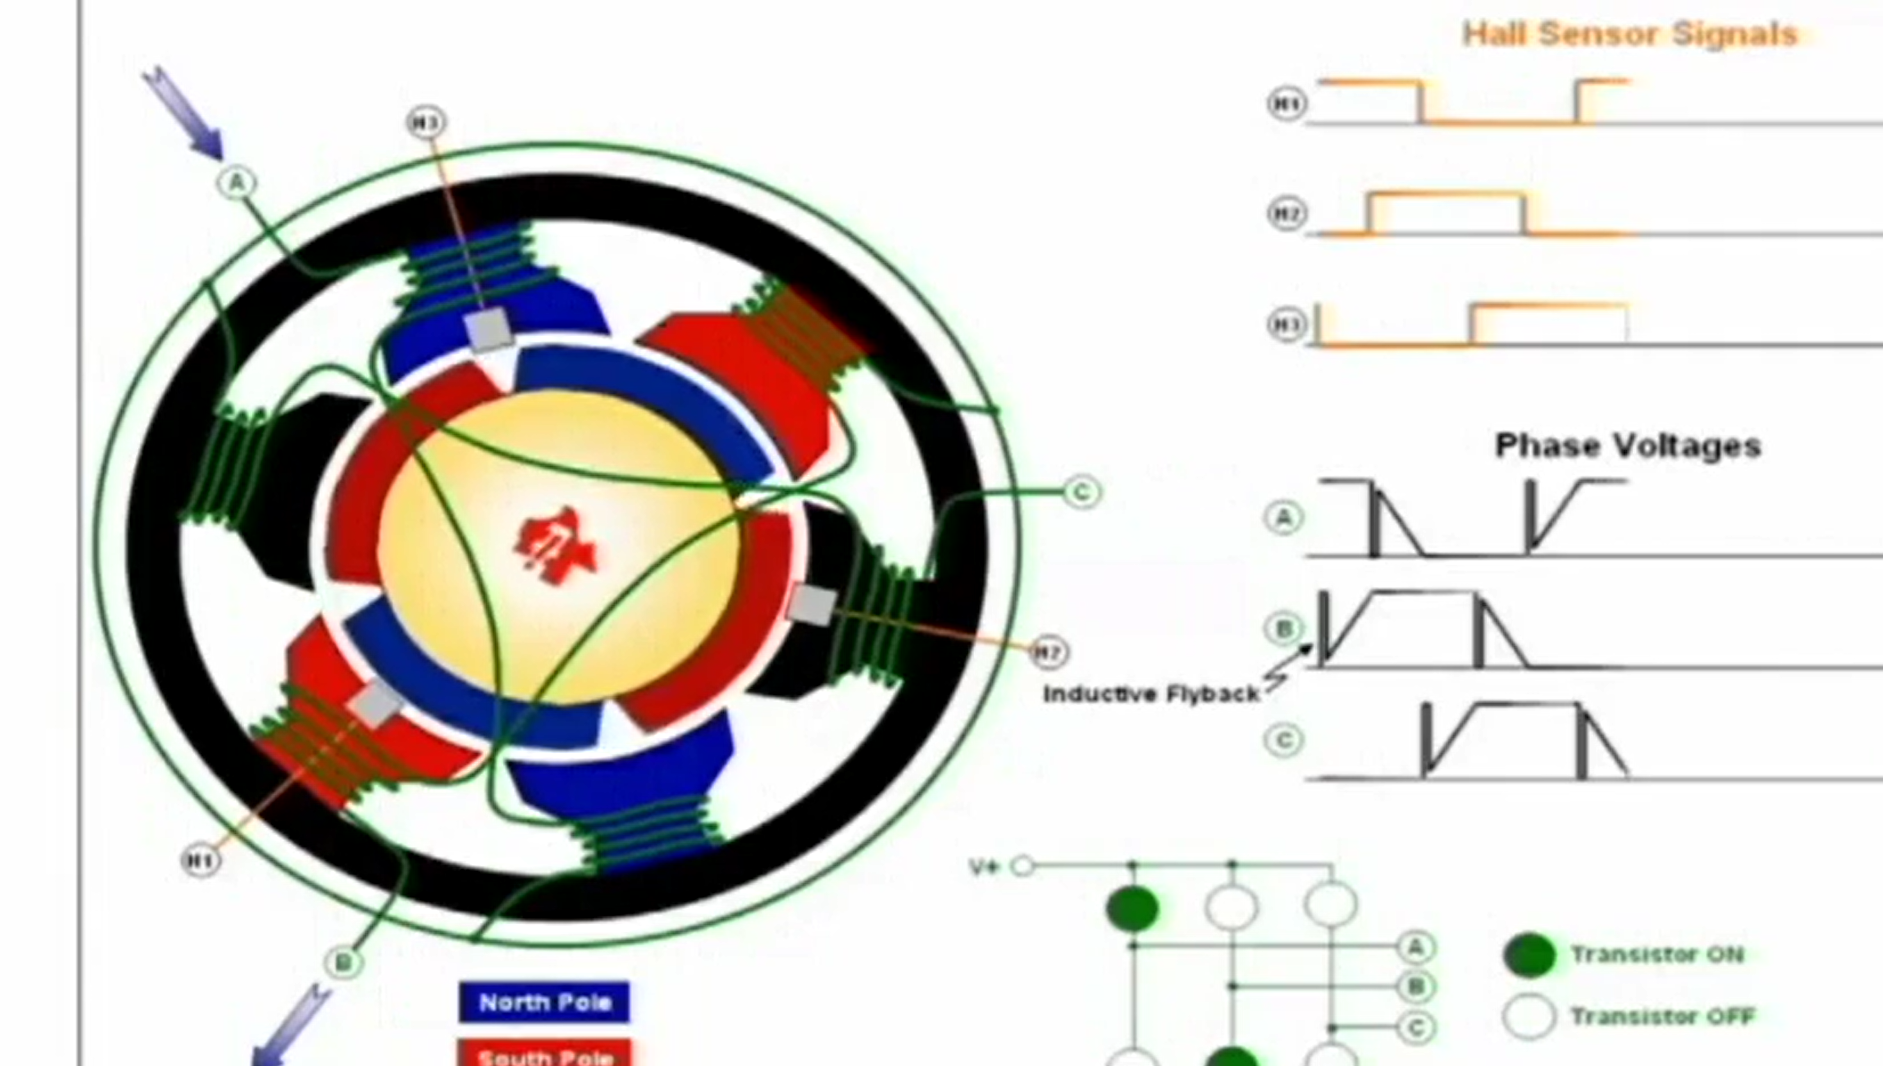 Hall Sensor Signals
H1
H2
H3
H3
A
C
H2
H1
B
Phase Voltages
A
B
Inductive Flyback
C
V+
A
B
C
Transistor ON
Transistor OFF
North Pole
South Pole